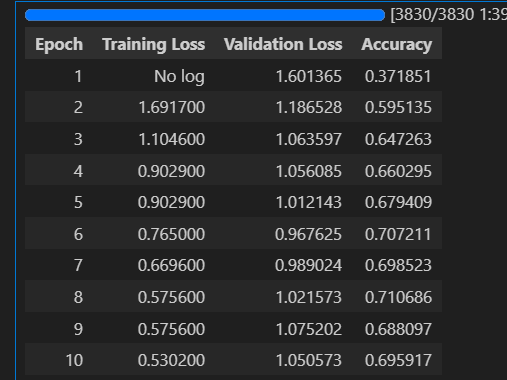 [3830/3830 1:39
Epoch Training Loss Validation Loss Accuracy
1 No log 1.601365 0.371851
2 1.691700 1.186528 0.595135
3 1.104600 1.063597 0.647263
4 0.902900 1.056085 0.660295
5 0.902900 1.012143 0.679409
6 0.765000 0.967625 0.707211
7 0.669600 0.989024 0.698523
8 0.575600 1.021573 0.710686
9 0.575600 1.075202 0.688097
10 0.530200 1.050573 0.695917